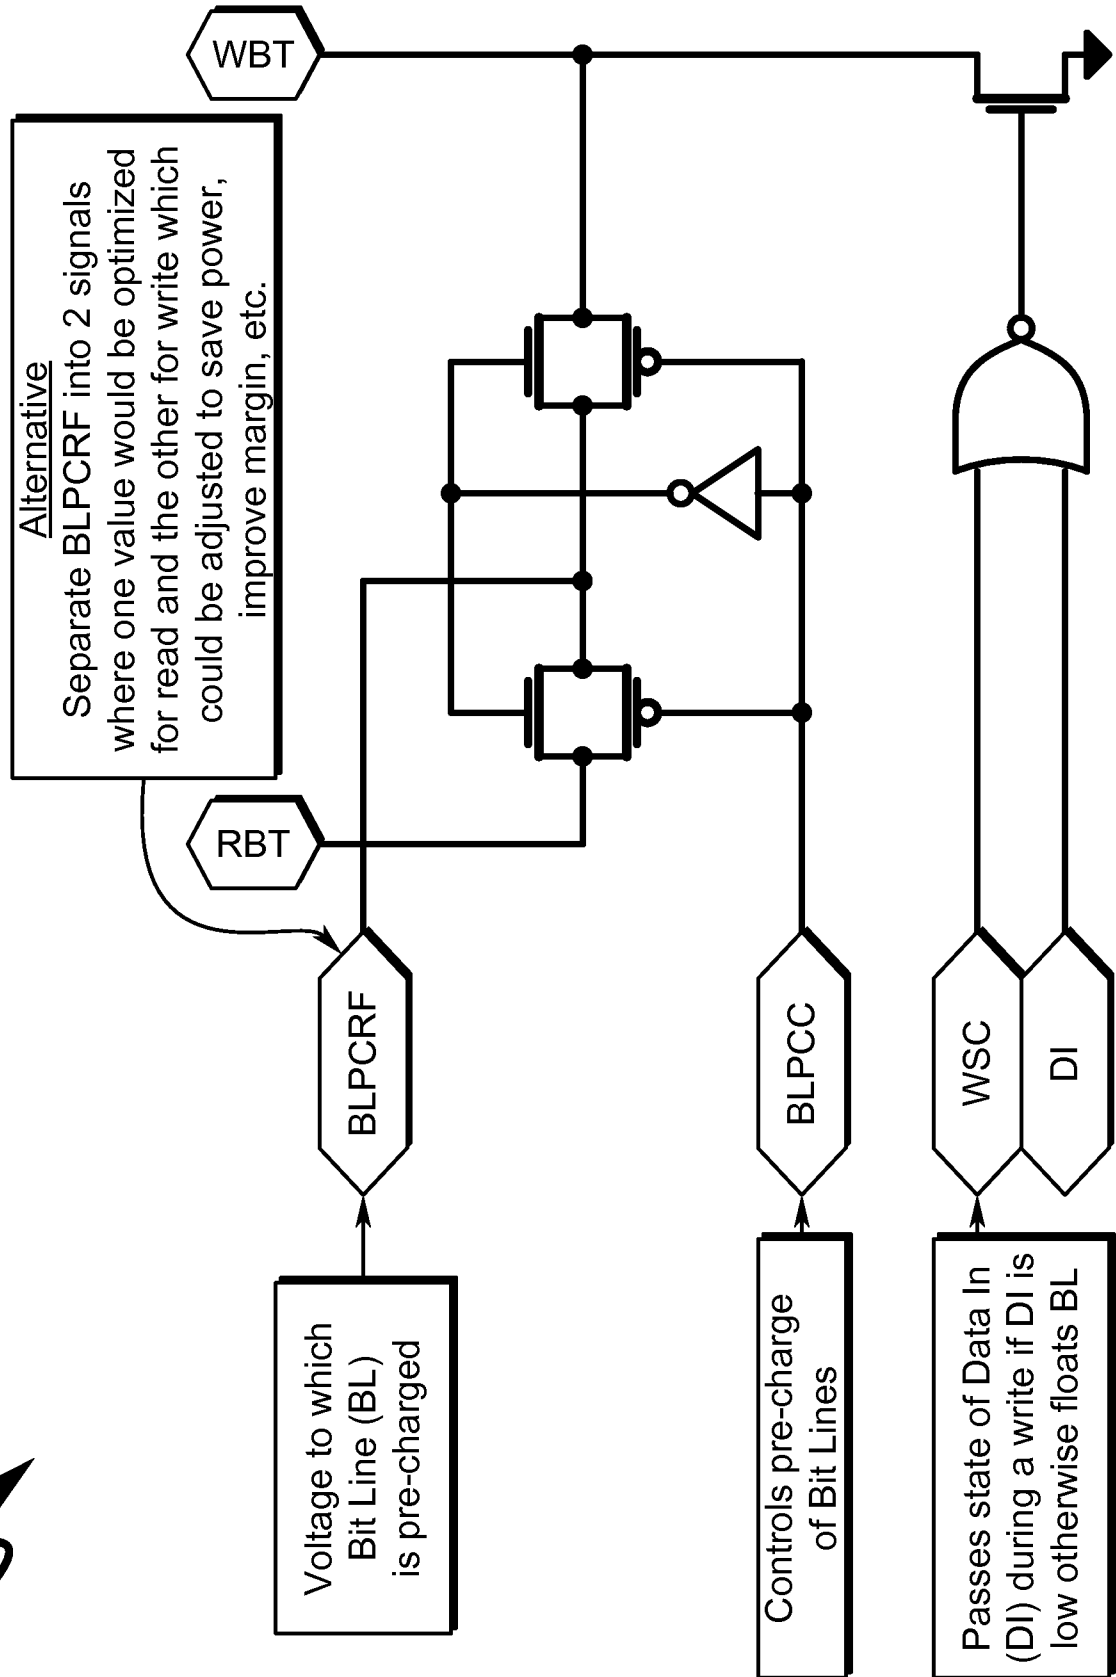 Alternative
Separate BLPCRF into 2 signals
where one value would be optimized
for read and the other for write which
could be adjusted to save power,
improve margin, etc.
WBT
RBT
Voltage to which
Bit Line (BL)
is pre-charged
BLPCRF
Controls pre-charge
of Bit Lines
BLPCC
Passes state of Data In
(DI) during a write if DI is
low otherwise floats BL
WSC
DI